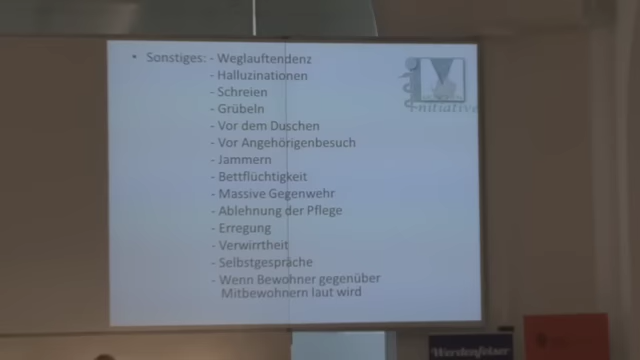 • Sonstiges: - Weglauftendenz
- Halluzinationen
- Schreien
- Grübeln
- Vor dem Duschen
- Vor Angehörigenbesuch
- Jammern
- Bettflüchtigkeit
- Massive Gegenwehr
- Ablehnung der Pflege
- Erregung
- Verwirrtheit
- Selbstgespräche
- Wenn Bewohner gegenüber
Mitbewohnern laut wird
initiative
Werdenfelser